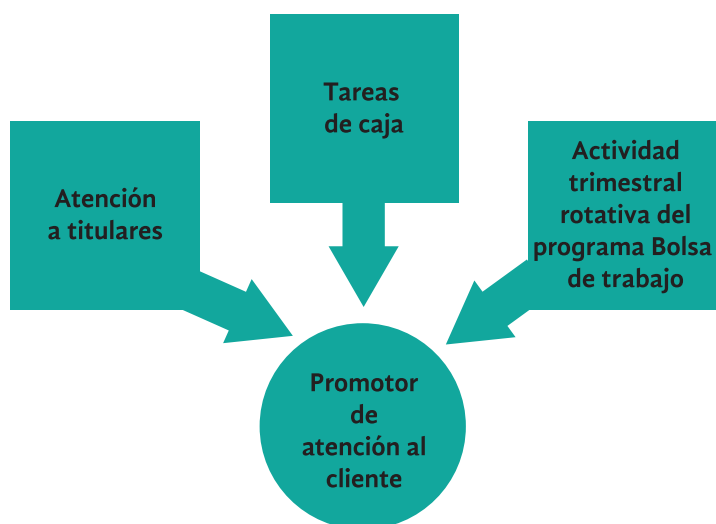 Tareas
de caja
Atención
a titulares
Actividad
trimestral
rotativa del
programa Bolsa
de trabajo
Promotor
de
atención al
cliente